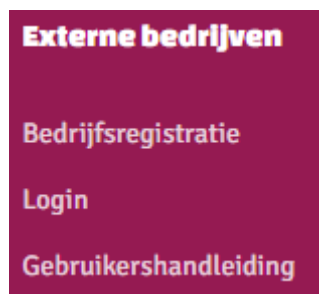 Externe bedrijven
Bedrijfsregistratie
Login
Gebruikershandleiding